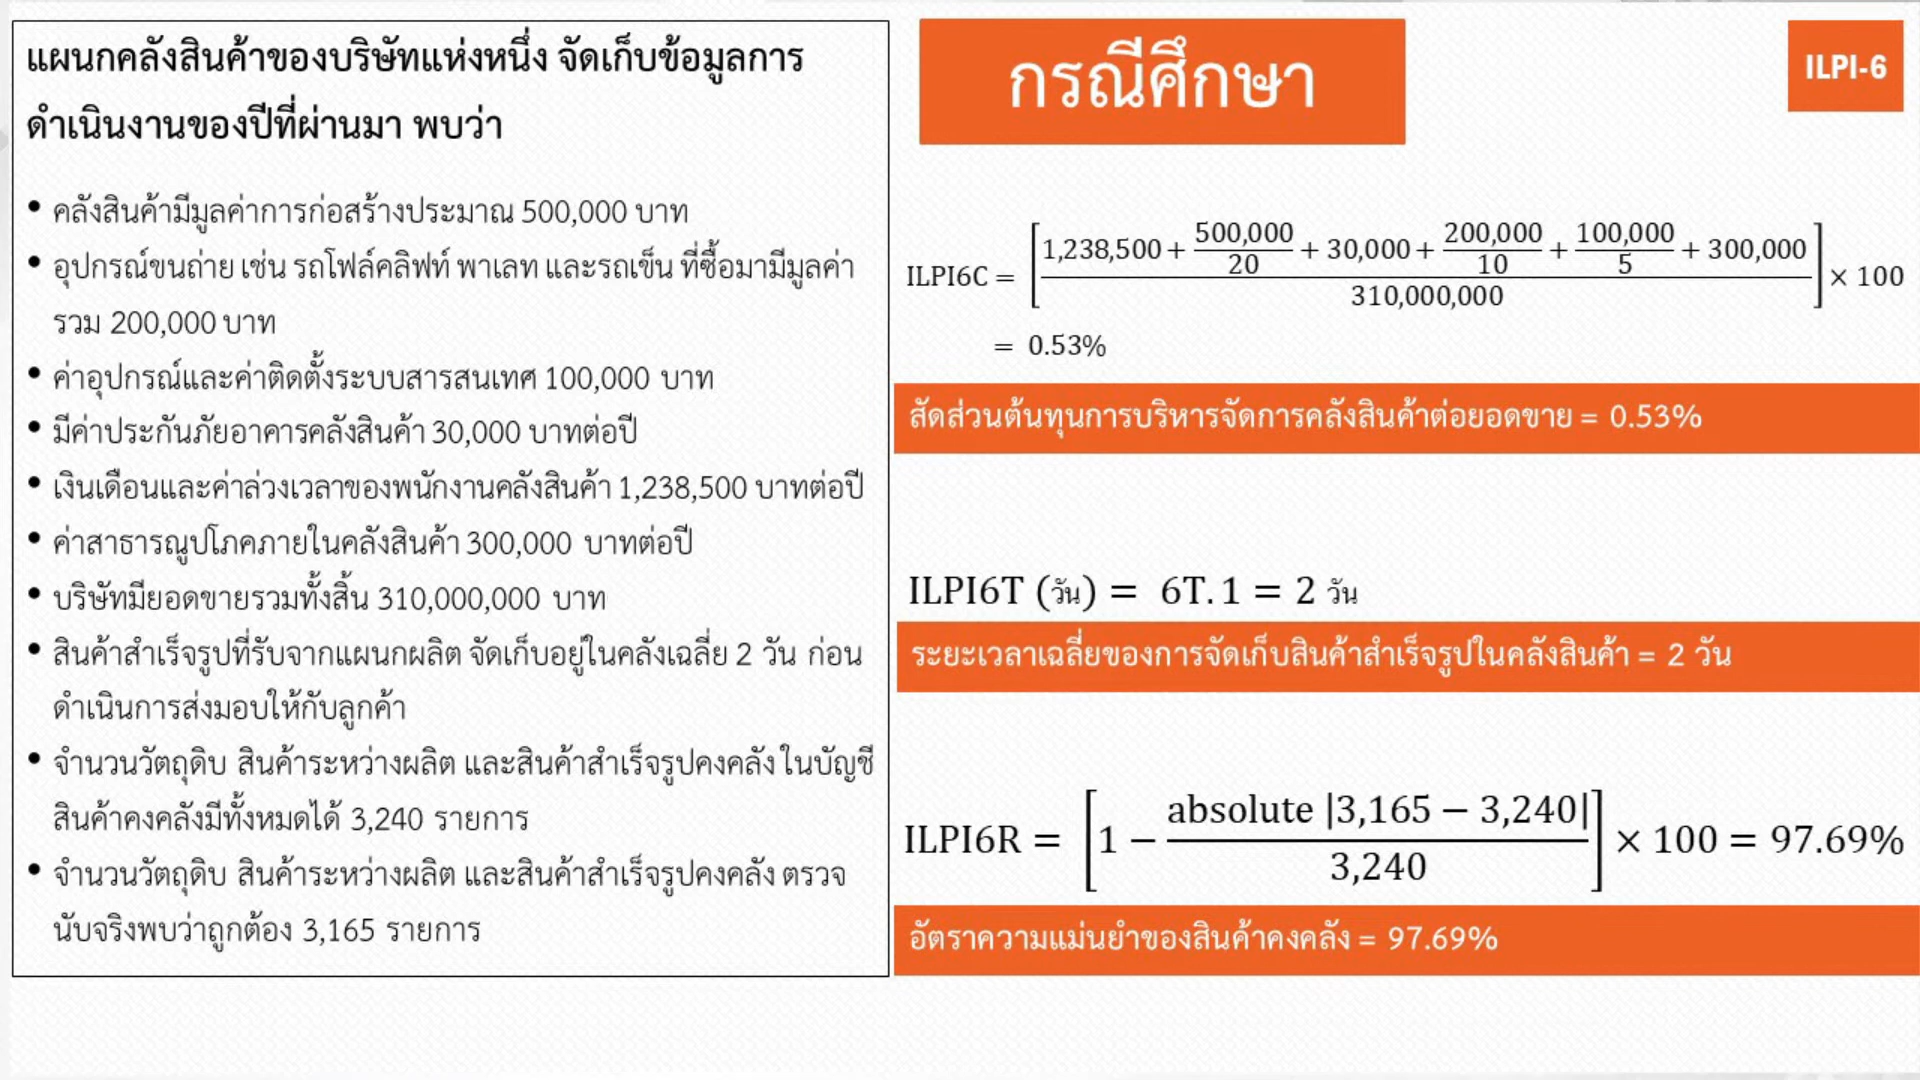 แผนกคลังสินค้าของบริษัทแห่งหนึ่ง จัดเก็บข้อมูลการ
ดำเนินงานของปีที่ผ่านมา พบว่า
• คลังสินค้ามีมูลค่าการก่อสร้างประมาณ 500,000 บาท
• อุปกรณ์ขนถ่าย เช่น รถโฟล์คลิฟท์ พาเลท และรถเข็น ที่ซื้อมามีมูลค่า
รวม 200,000 บาท
• ค่าอุปกรณ์และค่าติดตั้งระบบสารสนเทศ 100,000 บาท
• มีค่าประกันภัยอาคารคลังสินค้า 30,000 บาทต่อปี
• เงินเดือนและค่าล่วงเวลาของพนักงานคลังสินค้า 1,238,500 บาทต่อปี
• ค่าสาธารณูปโภคภายในคลังสินค้า 300,000 บาทต่อปี
• บริษัทมียอดขายรวมทั้งสิ้น 310,000,000 บาท
• สินค้าสำเร็จรูปที่รับจากแผนกผลิต จัดเก็บอยู่ในคลังเฉลี่ย 2 วัน ก่อน
ดำเนินการส่งมอบให้กับลูกค้า
• จำนวนวัตถุดิบ สินค้าระหว่างผลิต และสินค้าสำเร็จรูปคงคลัง ในบัญชี
สินค้าคงคลังมีทั้งหมดได้ 3,240 รายการ
• จำนวนวัตถุดิบ สินค้าระหว่างผลิต และสินค้าสำเร็จรูปคงคลัง ตรวจ
นับจริงพบว่าถูกต้อง 3,165 รายการ
กรณีศึกษา
ILPI-6
ILPI6C = [(1,238,500 + 500,000/20 + 30,000 + 200,000/10 + 100,000/5 + 300,000)/310,000,000] × 100
= 0.53%
สัดส่วนต้นทุนการบริหารจัดการคลังสินค้าต่อยอดขาย = 0.53%
ILPI6T (วัน) = 6T.1 = 2 วัน
ระยะเวลาเฉลี่ยของการจัดเก็บสินค้าสำเร็จรูปในคลังสินค้า = 2 วัน
ILPI6R = [1 − absolute |3,165 − 3,240|/3,240] × 100 = 97.69%
อัตราความแม่นยำของสินค้าคงคลัง = 97.69%